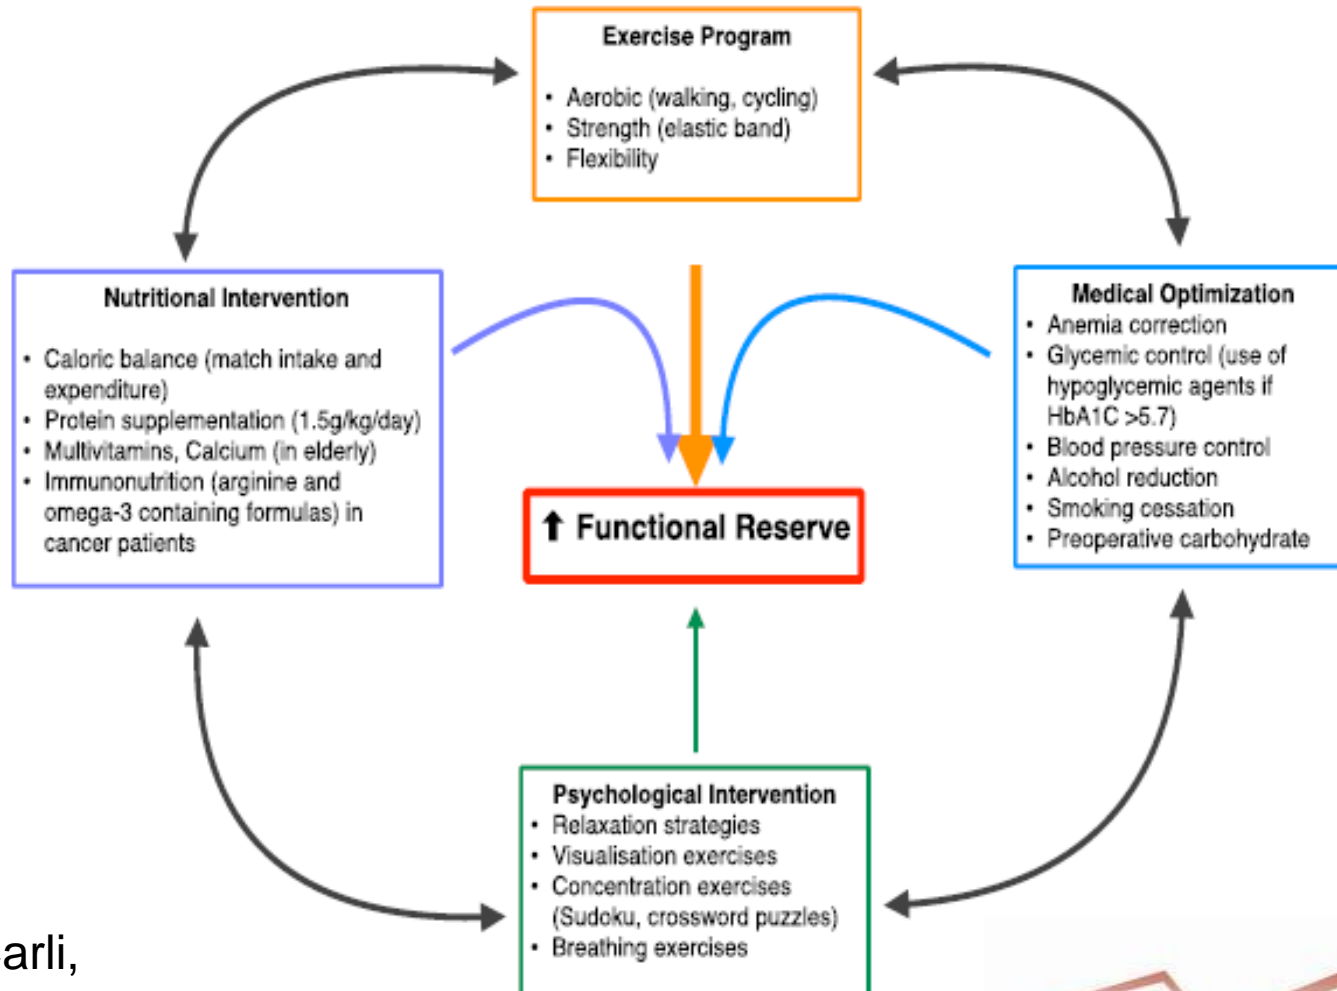 Exercise Program
• Aerobic (walking, cycling)
• Strength (elastic band)
• Flexibility
Nutritional Intervention
• Caloric balance (match intake and
expenditure)
• Protein supplementation (1.5g/kg/day)
• Multivitamins, Calcium (in elderly)
• Immunonutrition (arginine and
omega-3 containing formulas) in
cancer patients
Medical Optimization
• Anemia correction
• Glycemic control (use of
hypoglycemic agents if
HbA1C >5.7)
• Blood pressure control
• Alcohol reduction
• Smoking cessation
• Preoperative carbohydrate
⬆ Functional Reserve
Psychological Intervention
• Relaxation strategies
• Visualisation exercises
• Concentration exercises
(Sudoku, crossword puzzles)
• Breathing exercises
arli,